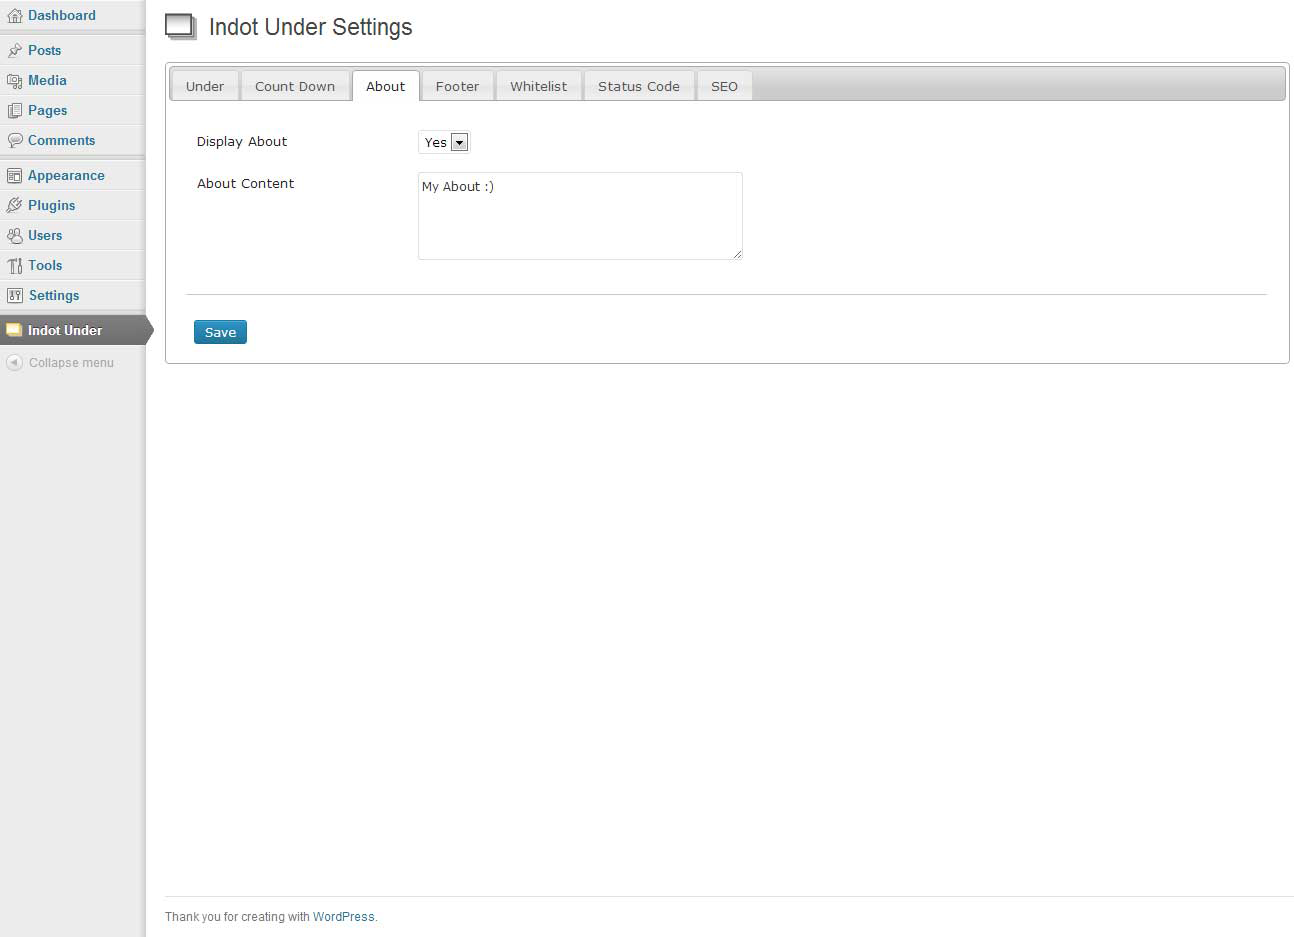 Dashboard
Posts
Media
Pages
Comments
Appearance
Plugins
Users
Tools
Settings
Indot Under
Collapse menu
Indot Under Settings
Under Count Down About Footer Whitelist Status Code SEO
Display About Yes
About Content My About :)
Save
Thank you for creating with WordPress.